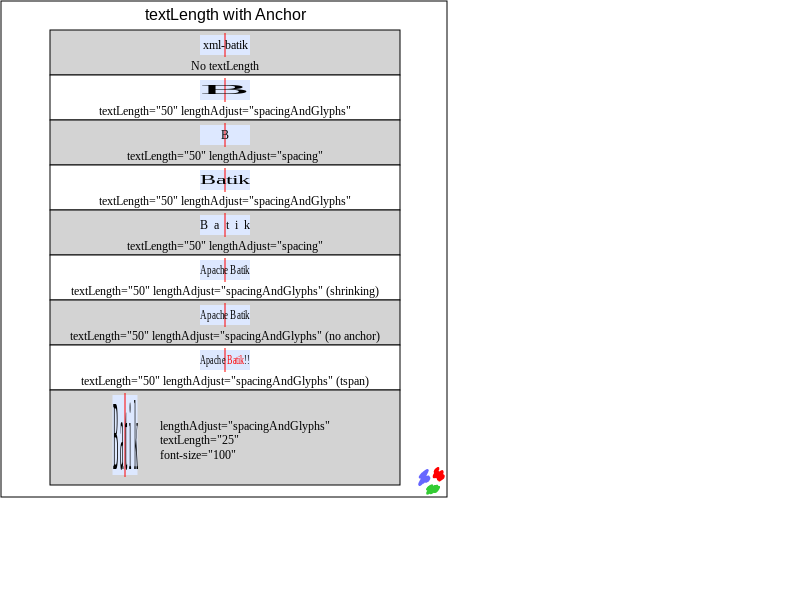 textLength with Anchor
xml-batik
No textLength
B
textLength="50" lengthAdjust="spacingAndGlyphs"
B
textLength="50" lengthAdjust="spacing"
Batik
textLength="50" lengthAdjust="spacingAndGlyphs"
Batik
textLength="50" lengthAdjust="spacing"
Apache Batik
textLength="50" lengthAdjust="spacingAndGlyphs" (shrinking)
Apache Batik
textLength="50" lengthAdjust="spacingAndGlyphs" (no anchor)
Apache Batik!!
textLength="50" lengthAdjust="spacingAndGlyphs" (tspan)
Batik
lengthAdjust="spacingAndGlyphs"
textLength="25"
font-size="100"